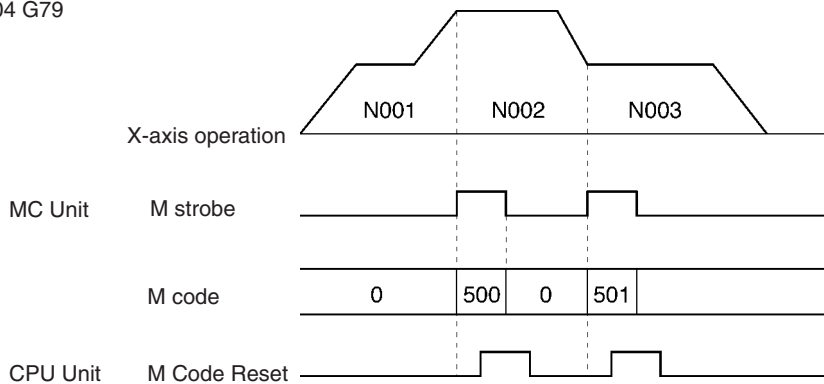 04 G79
N001 N002 N003
X-axis operation
MC Unit M strobe
M code 0 500 0 501
CPU Unit M Code Reset